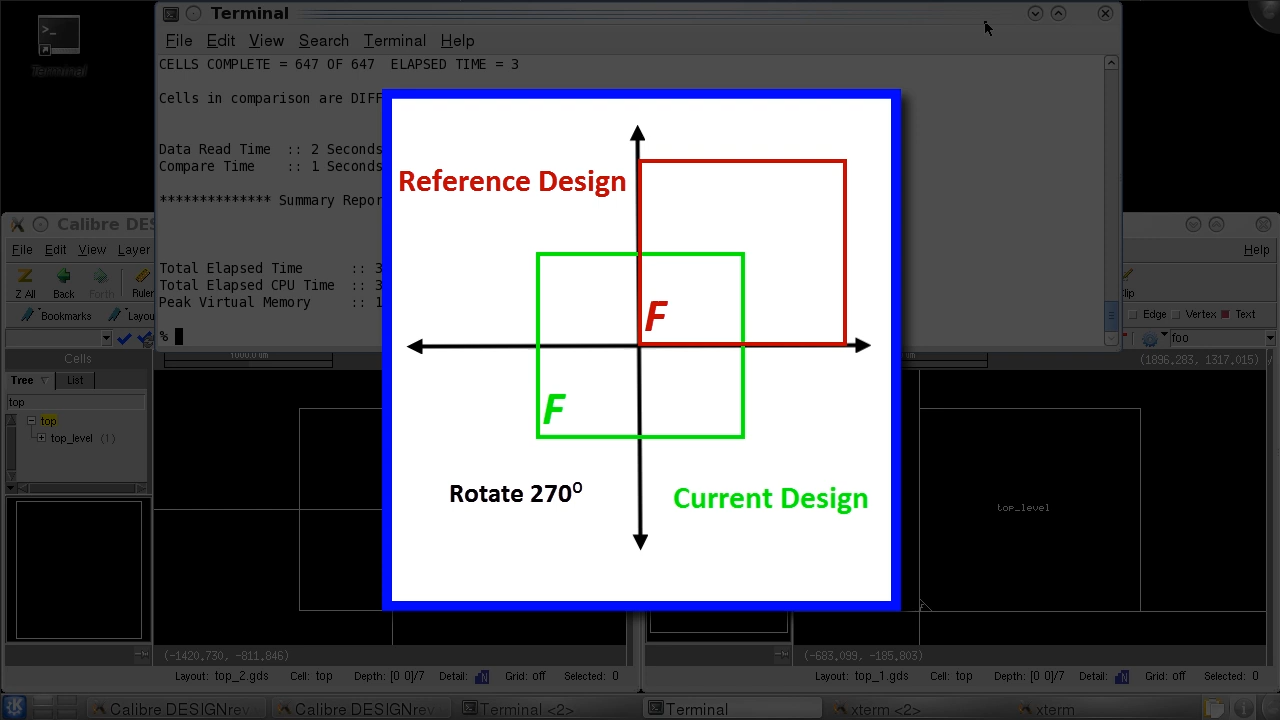 Terminal
Terminal
File Edit View Search Terminal Help
CELLS COMPLETE = 647 OF 647 ELAPSED TIME = 3
Cells in comparison are DIFF
Data Read Time :: 2 Seconds
Compare Time :: 1 Seconds
************** Summary Repor
Total Elapsed Time :: 3
Total Elapsed CPU Time :: 3
Peak Virtual Memory :: 1
%
Reference Design
F
F
Rotate 270⁰
Current Design
Calibre DES
File Edit View Layer
Help
Z All Back Forth Ruler
Bookmarks
Edge Vertex Text
foo
Cells
(1896.283, 1317.015)
Tree List
top
top
top_level (1)
top_level
(-1420.730, -811.846)
(-683.099, -185.803)
Layout: top_2.gds Cell: top Depth: [0 0]/7 Detail: Grid: off Selected: 0
Layout: top_1.gds Cell: top Depth: [0 0]/7 Detail: Grid: off Selected: 0
Calibre DESIGNrev Calibre DESIGNrev Terminal <2> Terminal xterm <2> xterm